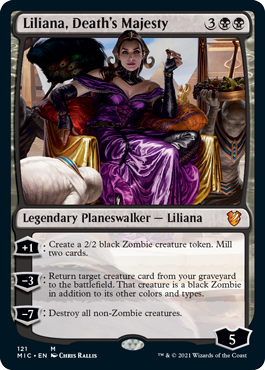 Liliana, Death's Majesty 3
Legendary Planeswalker — Liliana
+1 : Create a 2/2 black Zombie creature token. Mill
two cards.
−3 : Return target creature card from your graveyard
to the battlefield. That creature is a black Zombie
in addition to its other colors and types.
−7 : Destroy all non-Zombie creatures.
5
121 M
MIC • EN Chris Rallis
™ & © 2021 Wizards of the Coast